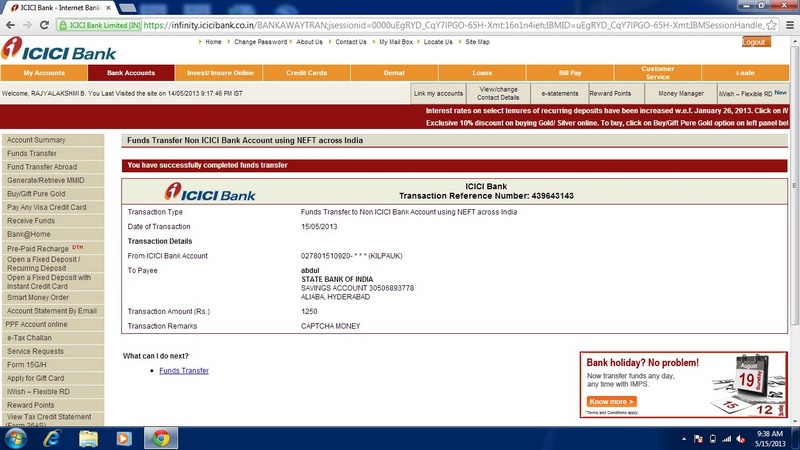 ICICI Bank - Internet Bank
ICICI Bank Limited [IN] https://infinity.icicibank.co.in/BANKAWAYTRAN;jsessionid=0000uEgRYD_CqY7lPGO-65H-Xmt:16n1n4ieh;IBMID=uEgRYD_CqY7lPGO-65H-Xmt;IBMSessionHandle_
ICICI Bank
Home Change Password About Us Contact Us My Mail Box Locate Us Site Map
Logout
My Accounts Bank Accounts Invest/ Insure Online Credit Cards Demat Loans Bill Pay Customer Service i-safe
Welcome, RAJYALAKSHMI B. You Last Visited the site on 14/05/2013 9:17:46 PM IST
Link my accounts View/change Contact Details e-statements Reward Points Money Manager iWish – Flexible RD New
Interest rates on select tenures of recurring deposits have been increased w.e.f. January 26, 2013. Click on iW
Exclusive 10% discount on buying Gold/ Silver online. To buy, click on Buy/Gift Pure Gold option on left panel bel
Account Summary
Funds Transfer
Fund Transfer Abroad
Generate/Retrieve MMID
Buy/Gift Pure Gold
Pay Any Visa Credit Card
Receive Funds
Bank@Home
Pre-Paid Recharge DTH
Open a Fixed Deposit /
Recurring Deposit
Open a Fixed Deposit with
Instant Credit Card
Smart Money Order
Account Statement By Email
PPF Account online
e-Tax Challan
Service Requests
Form 15G/H
Apply for Gift Card
iWish – Flexible RD
Reward Points
View Tax Credit Statement
(Form 26AS)
Funds Transfer Non ICICI Bank Account using NEFT across India
You have successfully completed funds transfer
ICICI Bank
ICICI Bank
Transaction Reference Number: 439643143
Transaction Type Funds Transfer to Non ICICI Bank Account using NEFT across India
Date of Transaction 15/05/2013
Transaction Details
From ICICI Bank Account 027801510920- * * * (KILPAUK)
To Payee abdul
STATE BANK OF INDIA
SAVINGS ACCOUNT 30506893778
ALIABA, HYDERABAD
Transaction Amount (Rs.) 1250
Transaction Remarks CAPTCHA MONEY
What can I do next?
Funds Transfer
Bank holiday? No problem!
Now transfer funds any day,
any time with IMPS.
Know more >
*Terms and Conditions apply.
August
19
Sunday
15
12
9:38 AM
5/15/2013